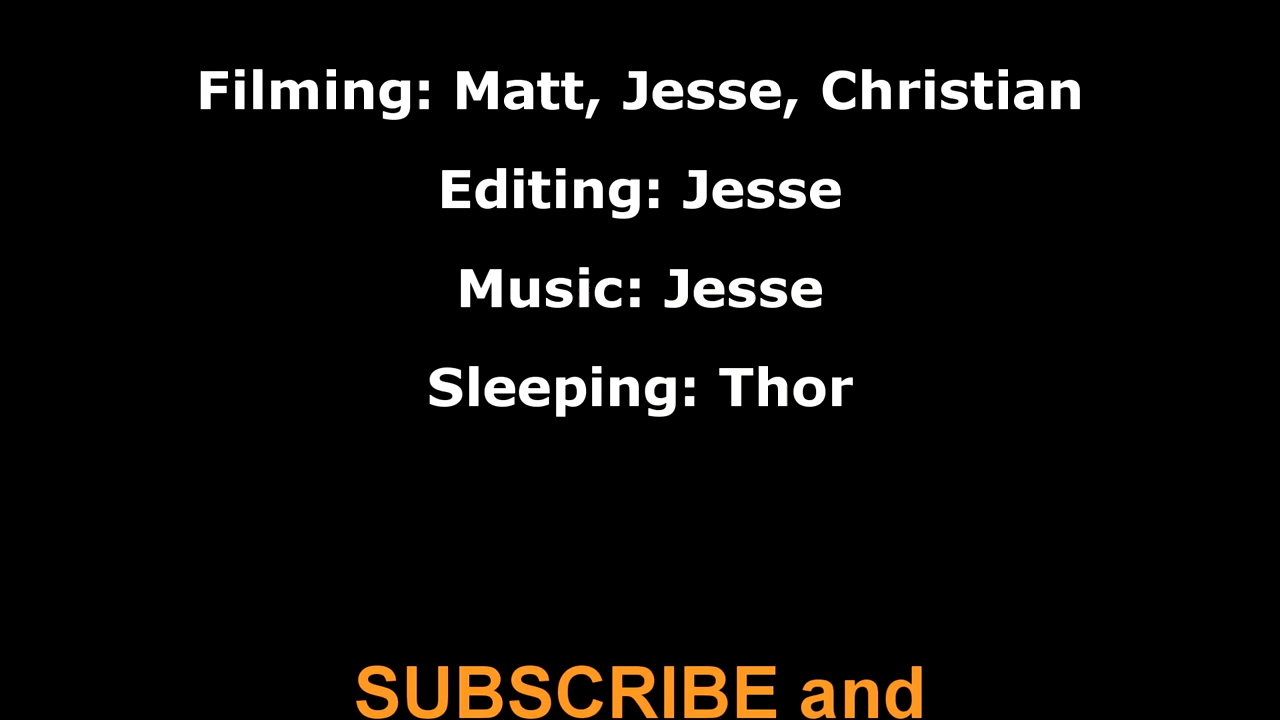 Filming: Matt, Jesse, Christian
Editing: Jesse
Music: Jesse
Sleeping: Thor
SUBSCRIBE and